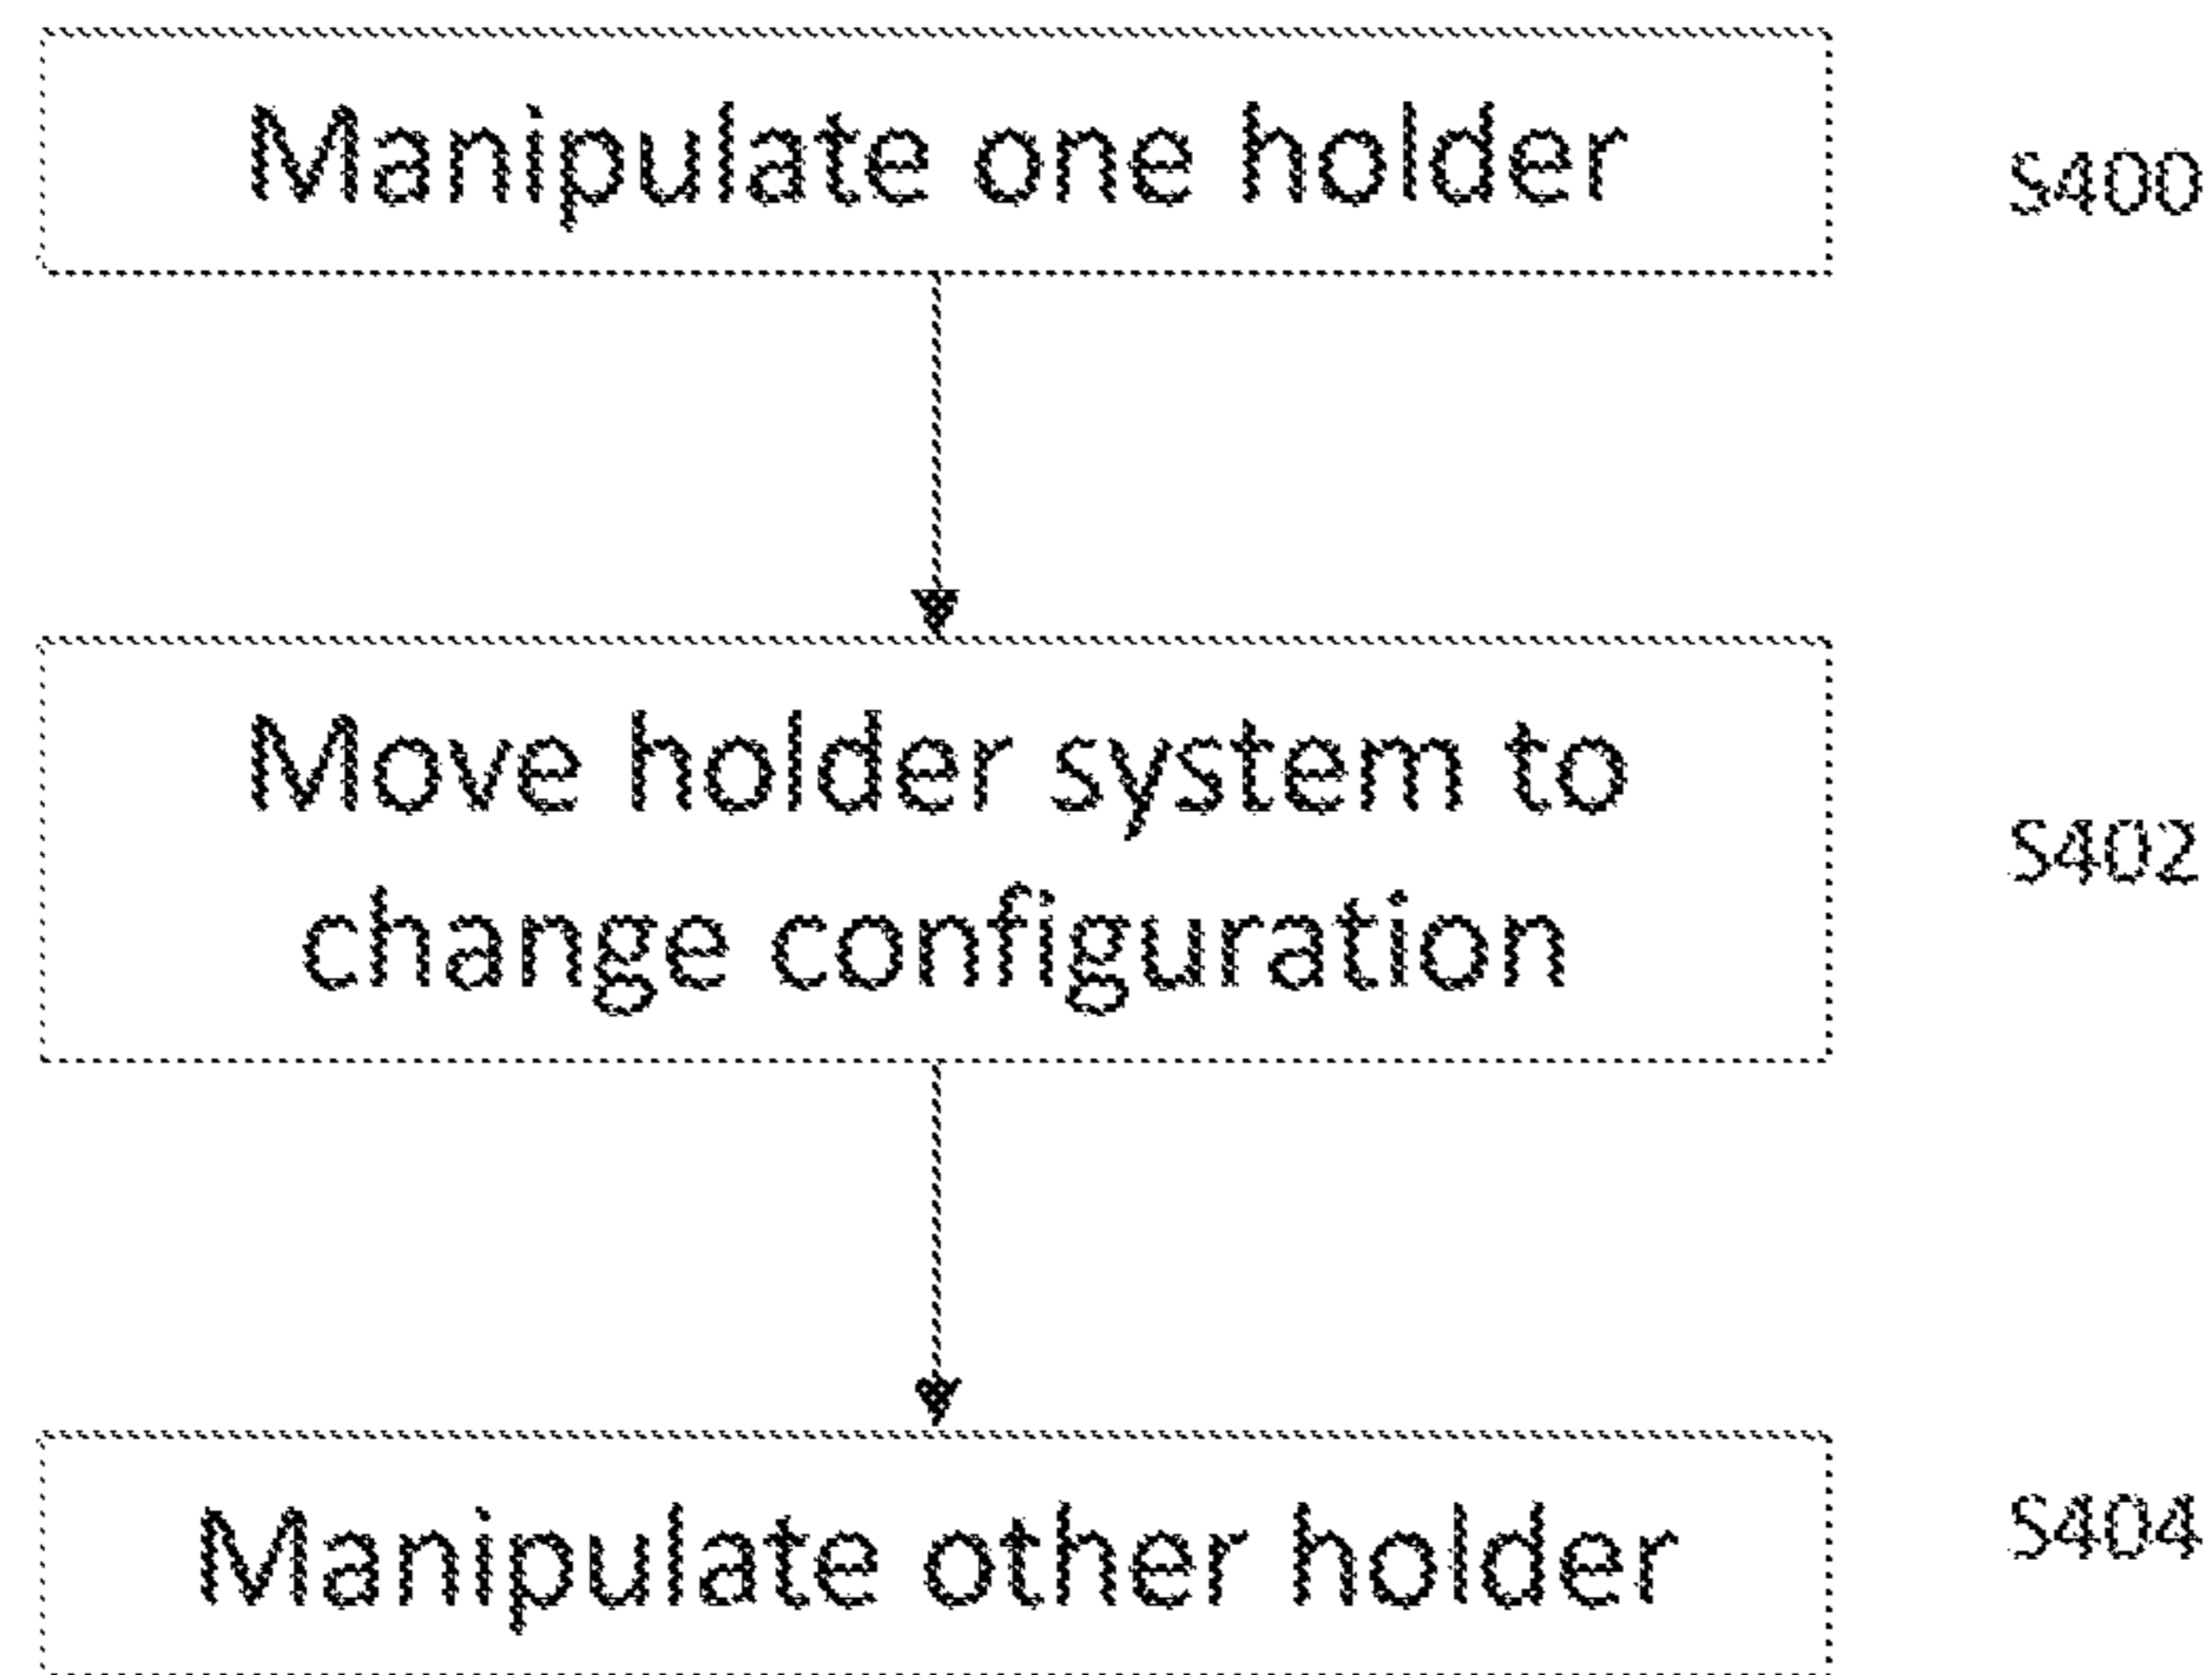 Manipulate one holder
S400
Move holder system to
change configuration
S402
Manipulate other holder
S404